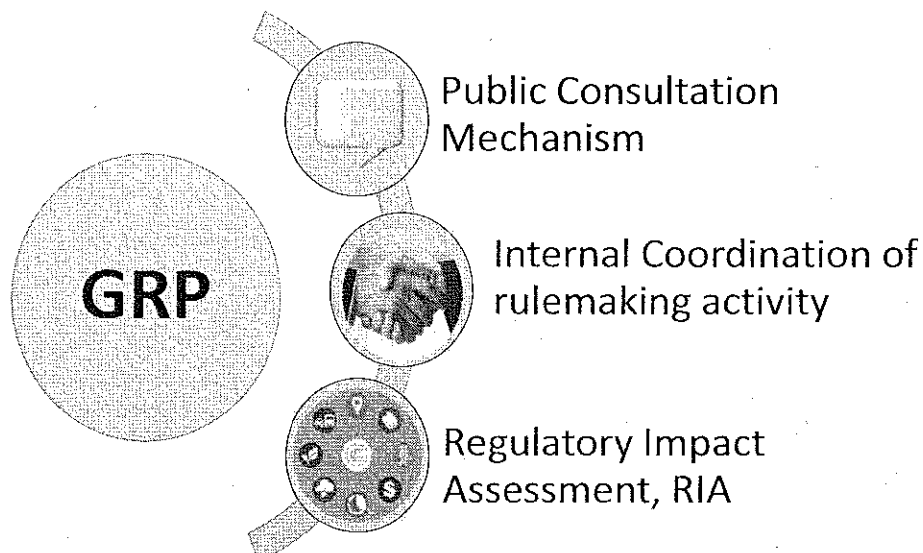 Public Consultation
Mechanism
GRP
Internal Coordination of
rulemaking activity
Regulatory Impact
Assessment, RIA